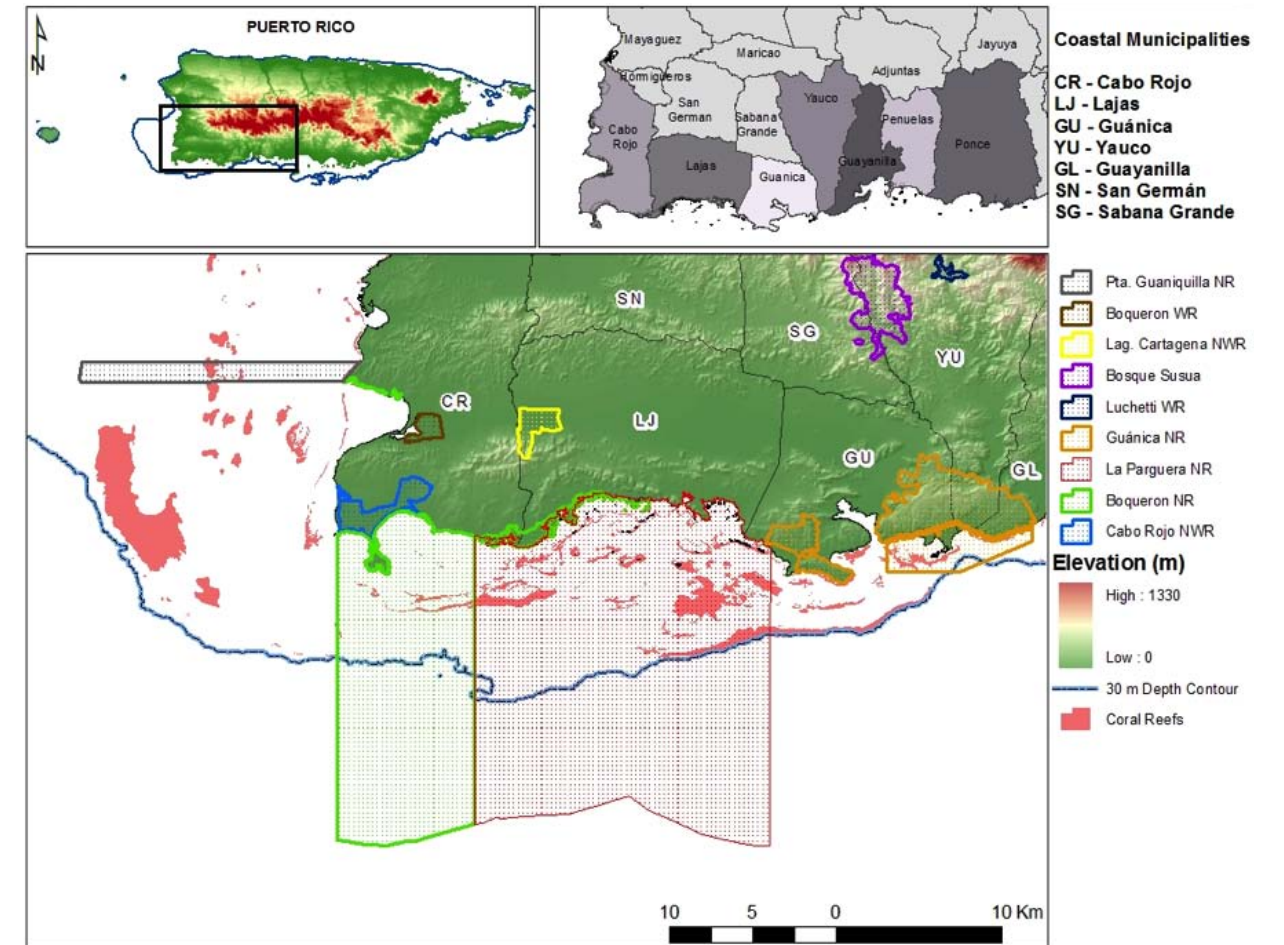 PUERTO RICO
N
Mayaguez
Maricao
Jayuya
Hormigueros
Adjuntas
San
German
Yauco
Sabana
Grande
Penuelas
Cabo
Rojo
Ponce
Lajas
Guayanilla
Guanica
Coastal Municipalities
CR - Cabo Rojo
LJ - Lajas
GU - Guánica
YU - Yauco
GL - Guayanilla
SN - San Germán
SG - Sabana Grande
SN
SG
YU
CR
LJ
GU
GL
Pta. Guaniquilla NR
Boqueron WR
Lag. Cartagena NWR
Bosque Susua
Luchetti WR
Guánica NR
La Parguera NR
Boqueron NR
Cabo Rojo NWR
Elevation (m)
High : 1330
Low : 0
30 m Depth Contour
Coral Reefs
10 5 0 10 Km